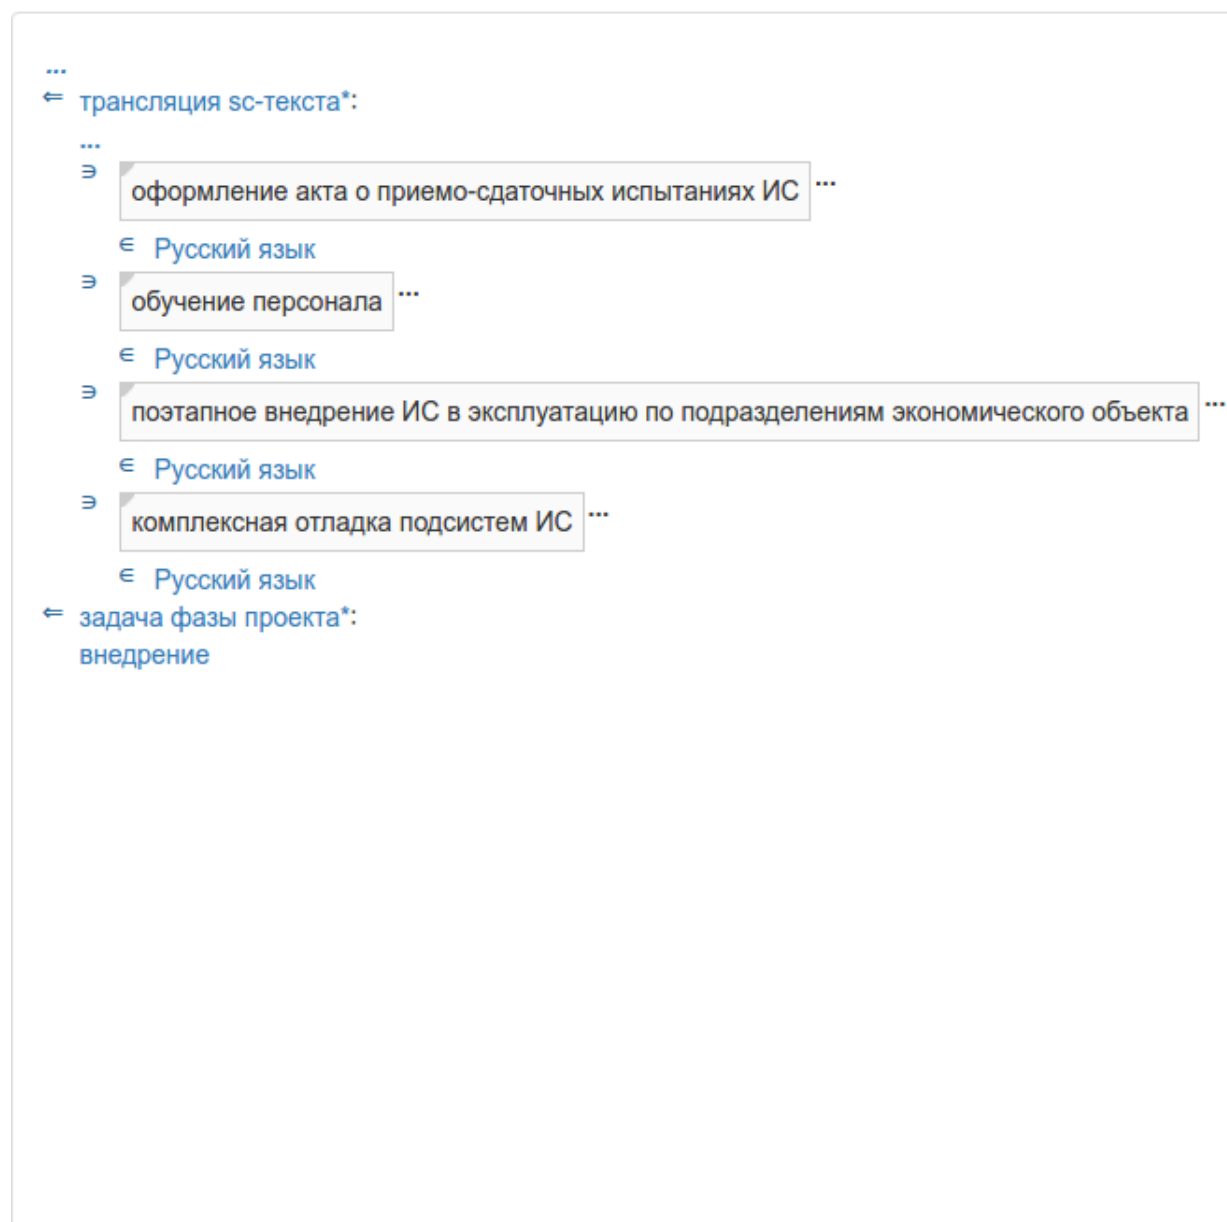 ...
⇐ трансляция sc-текста*:
...
∋ оформление акта о приемо-сдаточных испытаниях ИС ...
∈ Русский язык
∋ обучение персонала ...
∈ Русский язык
∋ поэтапное внедрение ИС в эксплуатацию по подразделениям экономического объекта ...
∈ Русский язык
∋ комплексная отладка подсистем ИС ...
∈ Русский язык
⇐ задача фазы проекта*:
внедрение